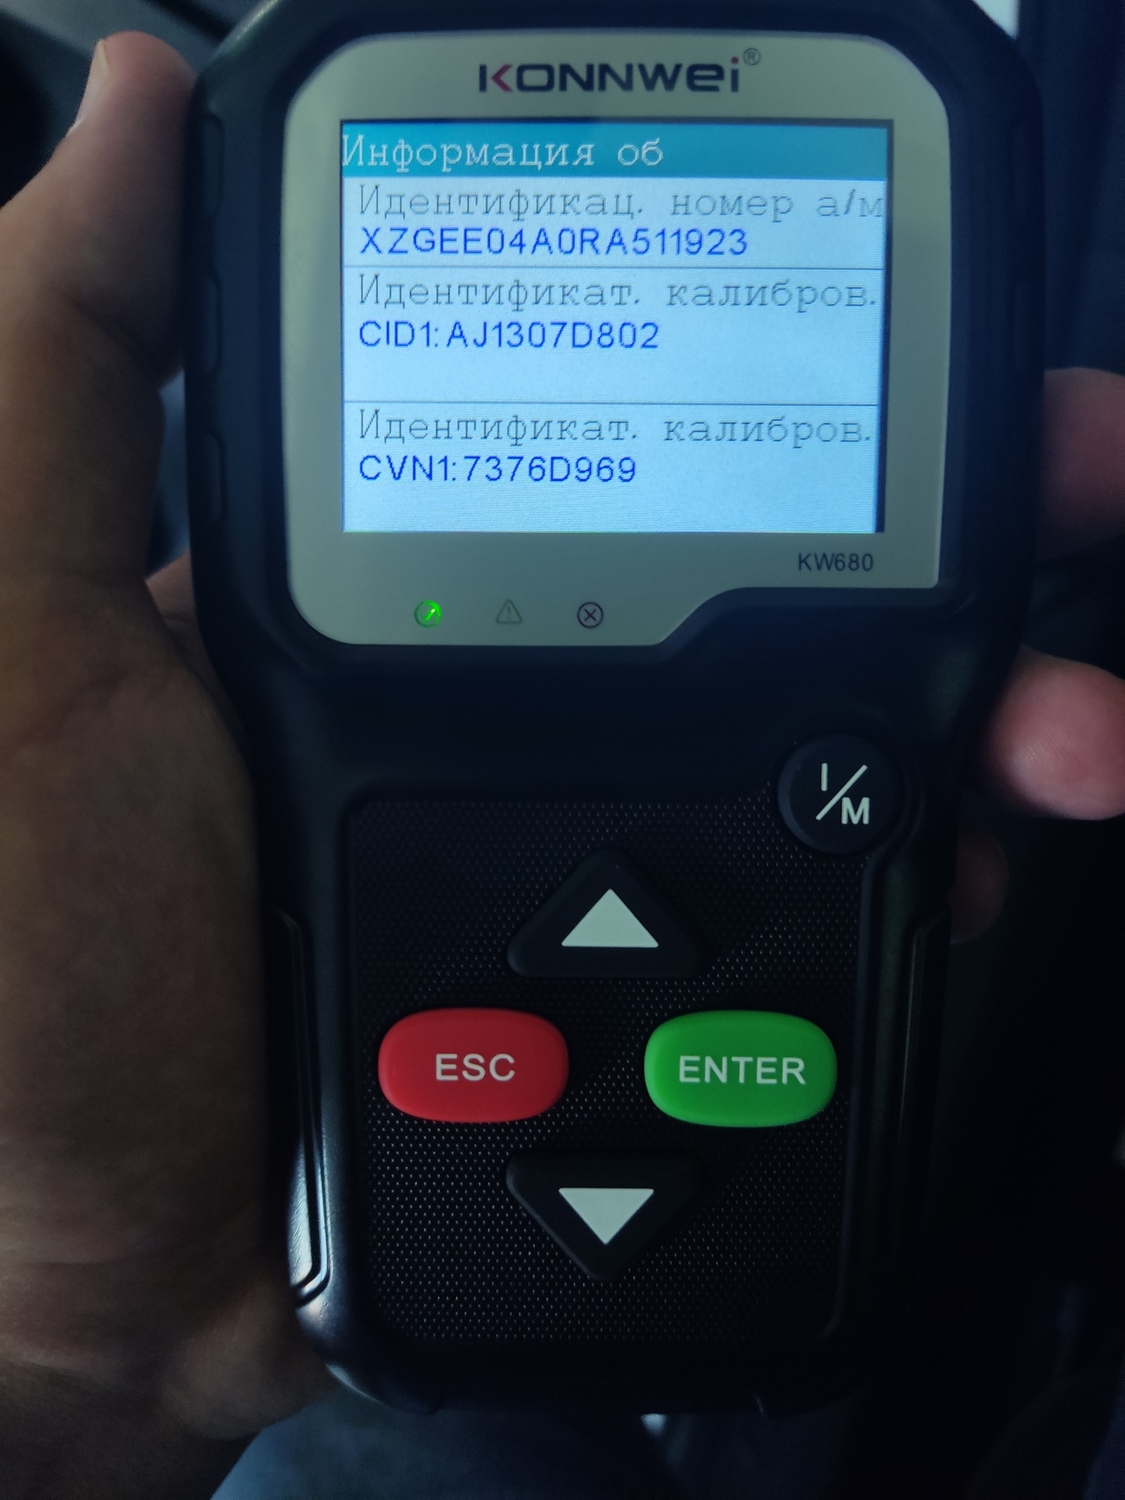 KONNWEi®
Информация об
Идентификац. номер а/м
XZGEE04A0RA511923
Идентификат. калибров.
CID1:AJ1307D802
Идентификат. калибров.
CVN1:7376D969
KW680
I/M
ESC
ENTER